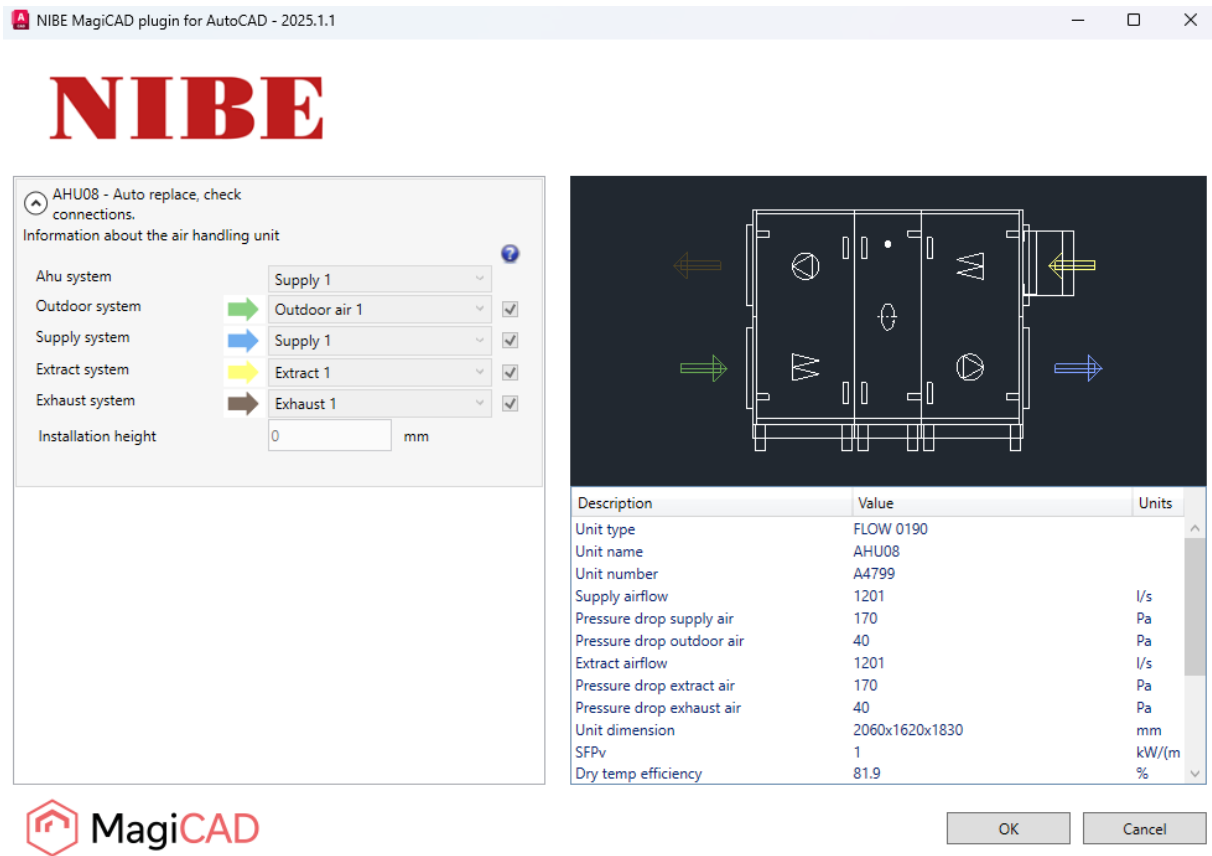 NIBE MagiCAD plugin for AutoCAD - 2025.1.1
NIBE
AHU08 - Auto replace, check
connections.
Information about the air handling unit
Ahu system Supply 1
Outdoor system Outdoor air 1
Supply system Supply 1
Extract system Extract 1
Exhaust system Exhaust 1
Installation height 0 mm
Description Value Units
Unit type FLOW 0190
Unit name AHU08
Unit number A4799
Supply airflow 1201 l/s
Pressure drop supply air 170 Pa
Pressure drop outdoor air 40 Pa
Extract airflow 1201 l/s
Pressure drop extract air 170 Pa
Pressure drop exhaust air 40 Pa
Unit dimension 2060x1620x1830 mm
SFPv 1 kW/(m
Dry temp efficiency 81.9 %
MagiCAD
OK Cancel